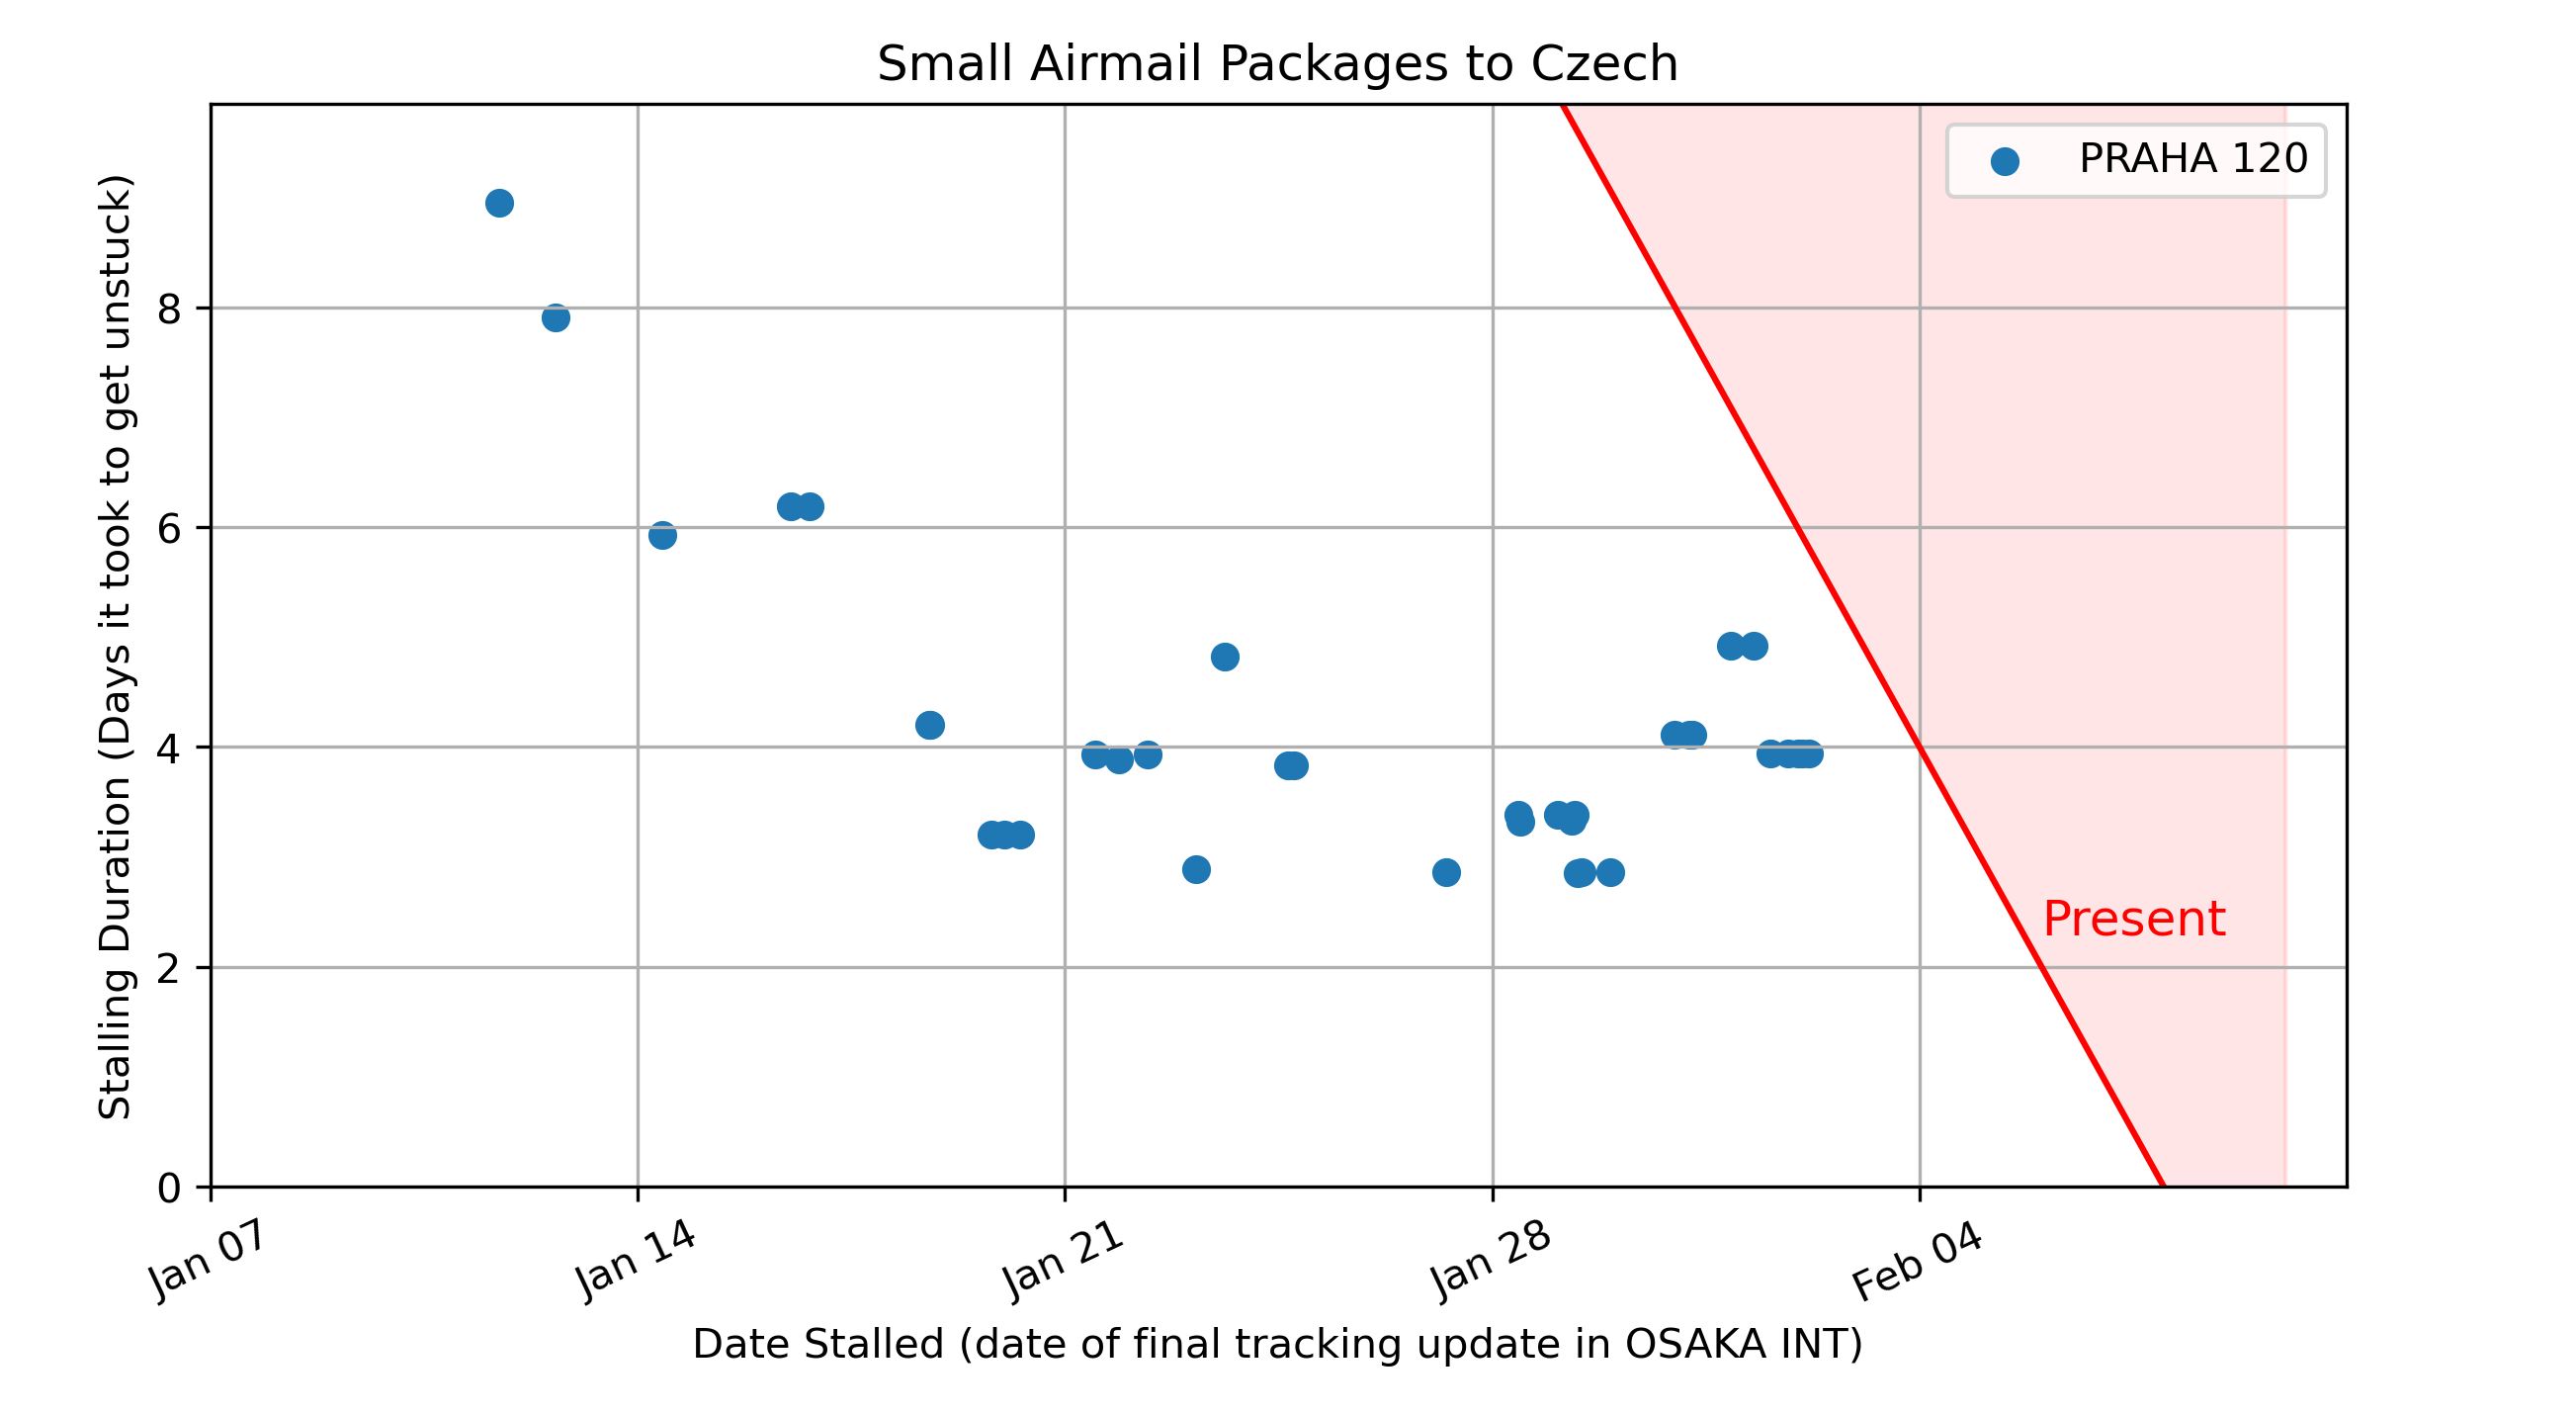 Small Airmail Packages to Czech
PRAHA 120
Stalling Duration (Days it took to get unstuck)
8
6
4
2
0
Present
Jan 07
Jan 14
Jan 21
Jan 28
Feb 04
Date Stalled (date of final tracking update in OSAKA INT)